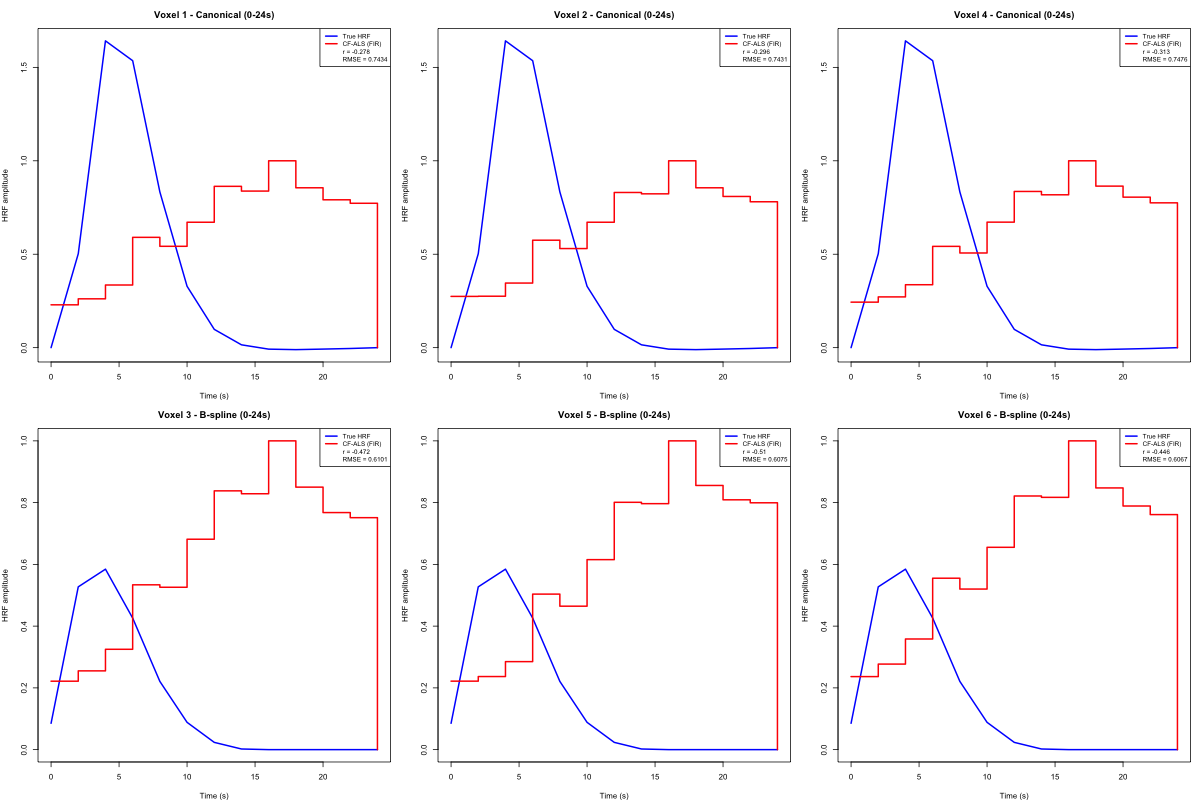 Voxel 1 - Canonical (0-24s)
True HRF
CF-ALS (FIR)
r = -0.278
RMSE = 0.7434
HRF amplitude
0.0
0.5
1.0
1.5
0
5
10
15
20
Time (s)
Voxel 2 - Canonical (0-24s)
True HRF
CF-ALS (FIR)
r = -0.296
RMSE = 0.7431
HRF amplitude
0.0
0.5
1.0
1.5
0
5
10
15
20
Time (s)
Voxel 4 - Canonical (0-24s)
True HRF
CF-ALS (FIR)
r = -0.313
RMSE = 0.7476
HRF amplitude
0.0
0.5
1.0
1.5
0
5
10
15
20
Time (s)
Voxel 3 - B-spline (0-24s)
True HRF
CF-ALS (FIR)
r = -0.472
RMSE = 0.6101
HRF amplitude
0.0
0.2
0.4
0.6
0.8
1.0
0
5
10
15
20
Time (s)
Voxel 5 - B-spline (0-24s)
True HRF
CF-ALS (FIR)
r = -0.51
RMSE = 0.6075
HRF amplitude
0.0
0.2
0.4
0.6
0.8
1.0
0
5
10
15
20
Time (s)
Voxel 6 - B-spline (0-24s)
True HRF
CF-ALS (FIR)
r = -0.446
RMSE = 0.6067
HRF amplitude
0.0
0.2
0.4
0.6
0.8
1.0
0
5
10
15
20
Time (s)